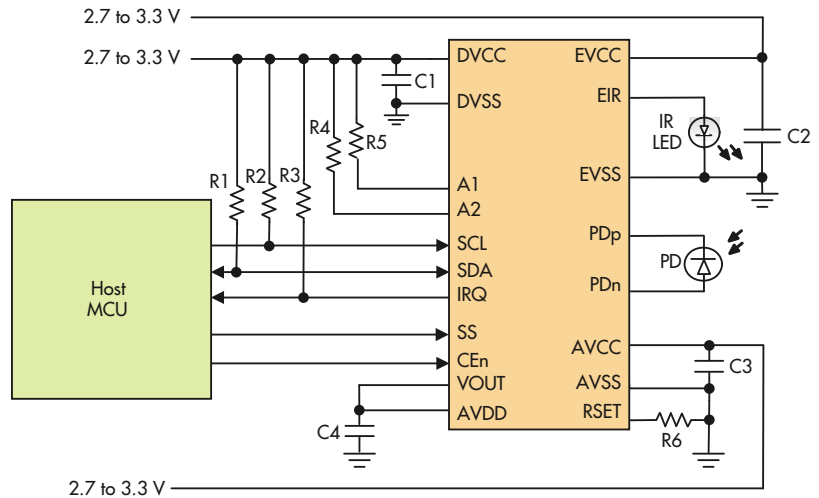 2.7 to 3.3 V
2.7 to 3.3 V
DVCC
EVCC
C1
DVSS
EIR
R4
R5
IR
LED
C2
R1
R2
R3
A1
EVSS
A2
SCL
PDp
SDA
PD
Host
MCU
IRQ
PDn
SS
AVCC
CEn
C3
VOUT
AVSS
AVDD
RSET
C4
R6
2.7 to 3.3 V